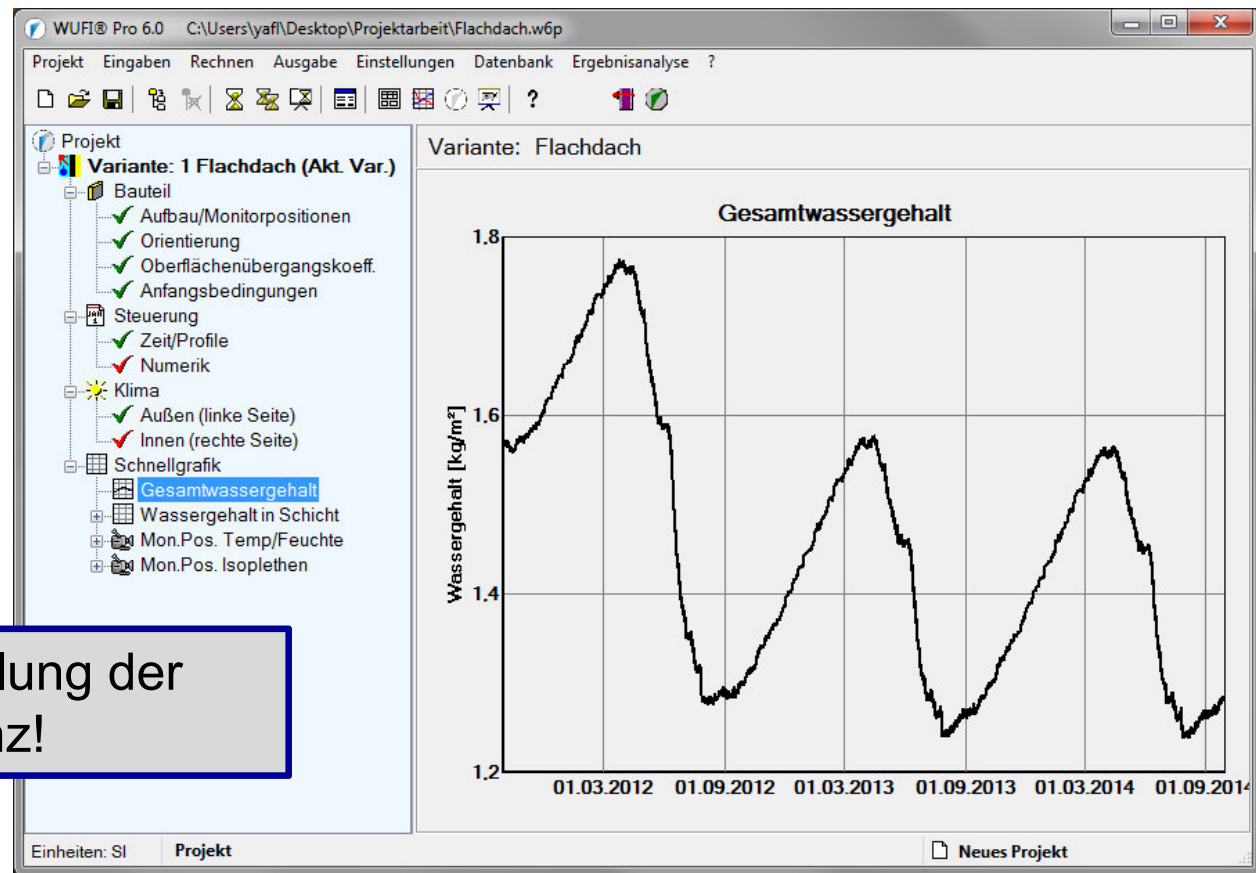 WUFI® Pro 6.0 C:\Users\yafl\Desktop\Projektarbeit\Flachdach.w6p
Projekt Eingaben Rechnen Ausgabe Einstellungen Datenbank Ergebnisanalyse ?
?
Projekt
Variante: 1 Flachdach (Akt. Var.)
Bauteil
Aufbau/Monitorpositionen
Orientierung
Oberflächenübergangskoeff.
Anfangsbedingungen
Steuerung
Zeit/Profile
Numerik
Klima
Außen (linke Seite)
Innen (rechte Seite)
Schnellgrafik
Gesamtwassergehalt
Wassergehalt in Schicht
Mon.Pos. Temp/Feuchte
Mon.Pos. Isoplethen
lung der
nz!
Variante: Flachdach
Gesamtwassergehalt
Wassergehalt [kg/m²]
1,8
1,6
1,4
1,2
01.03.2012 01.09.2012 01.03.2013 01.09.2013 01.03.2014 01.09.2014
Einheiten: SI Projekt Neues Projekt